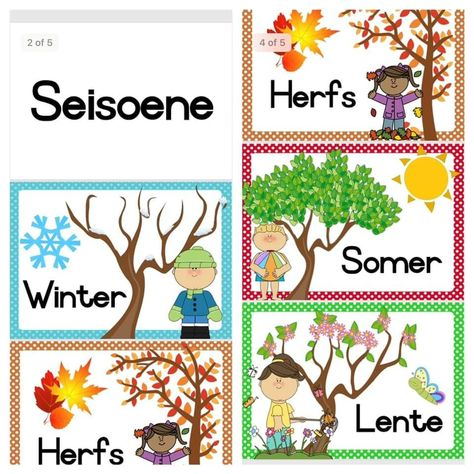 2 of 5
Seisoene
Winter
Herfs
4 of 5
Herfs
Somer
Lente